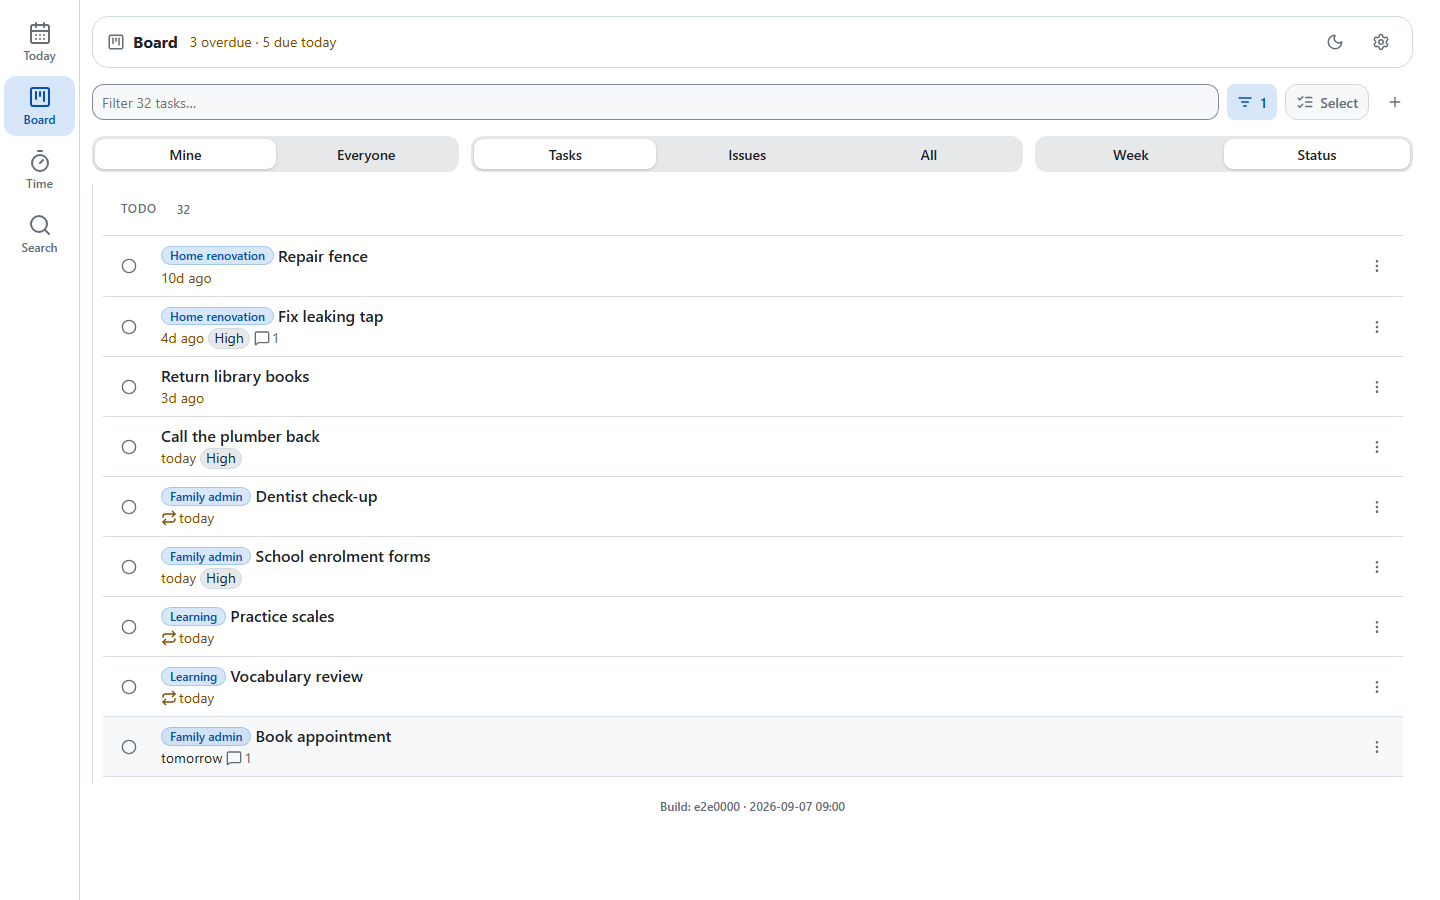 Today
Board
Time
Search
Board 3 overdue · 5 due today
Filter 32 tasks...
1
Select
Mine
Everyone
Tasks
Issues
All
Week
Status
TODO 32
Home renovation Repair fence
10d ago
Home renovation Fix leaking tap
4d ago High 1
Return library books
3d ago
Call the plumber back
today High
Family admin Dentist check-up
today
Family admin School enrolment forms
today High
Learning Practice scales
today
Learning Vocabulary review
today
Family admin Book appointment
tomorrow 1
Build: e2e0000 · 2026-09-07 09:00